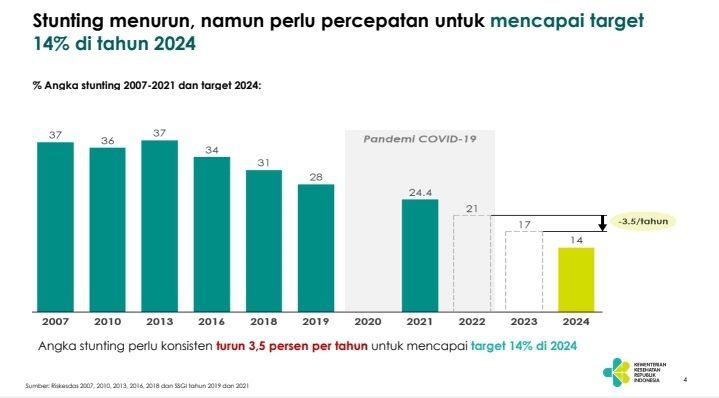 Stunting menurun, namun perlu percepatan untuk mencapai target
14% di tahun 2024
% Angka stunting 2007-2021 dan target 2024:
37
36
37
34
31
28
Pandemi COVID-19
24.4
21
17
14
-3.5/tahun
2007 2010 2013 2016 2018 2019 2020 2021 2022 2023 2024
Angka stunting perlu konsisten turun 3,5 persen per tahun untuk mencapai target 14% di 2024
KEMENTERIAN
KESEHATAN
REPUBLIK
INDONESIA
4
Sumber: Riskesdas 2007, 2010, 2013, 2016, 2018 dan SSGI tahun 2019 dan 2021